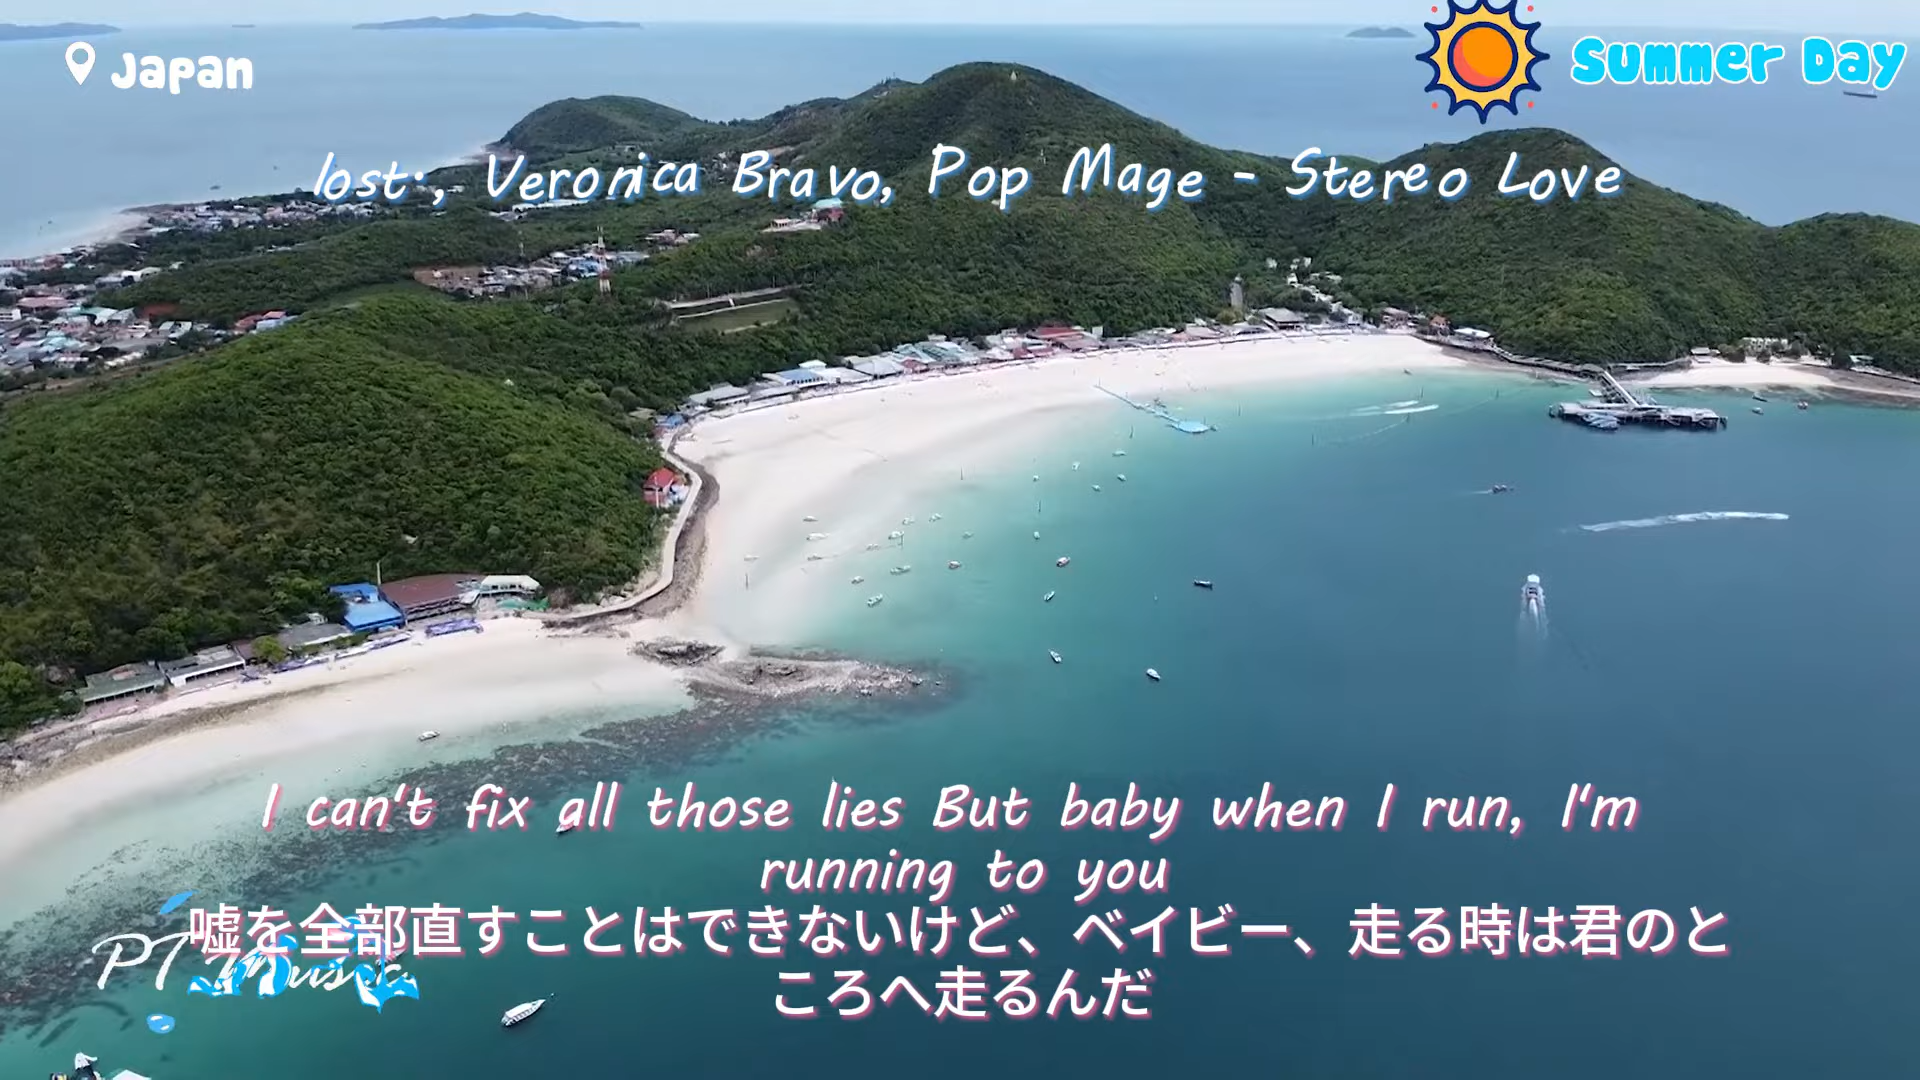 Japan
Summer Day
lost., Veronica Bravo, Pop Mage - Stereo Love
I can't fix all those lies But baby when I run, I'm
running to you
嘘を全部直すことはできないけど、ベイビー、走る時は君のと
ころへ走るんだ
PT Music